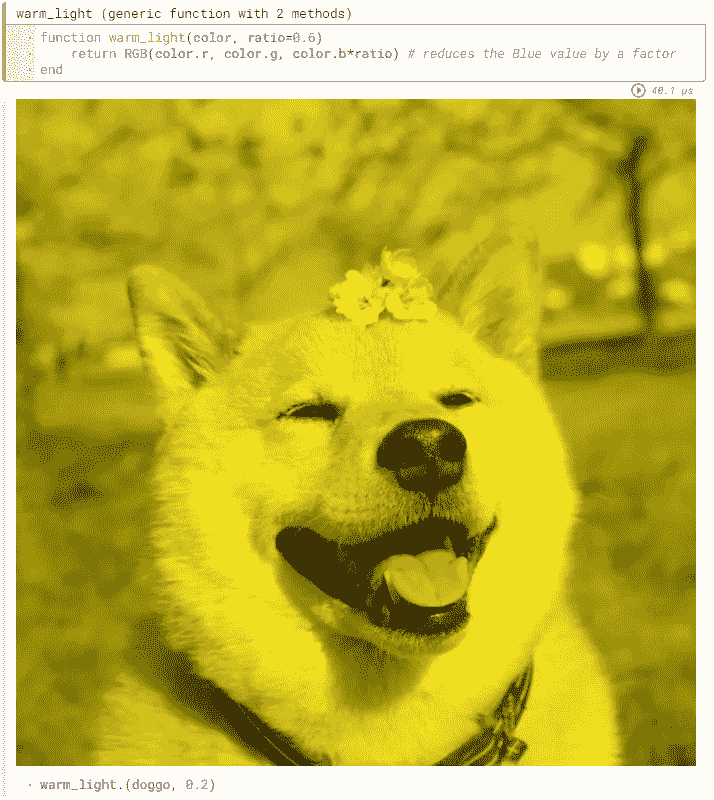 warm_light (generic function with 2 methods)
function warm_light(color, ratio=0.6)
return RGB(color.r, color.g, color.b*ratio) # reduces the Blue value by a factor
end
40.1 μs
warm_light.(doggo, 0.2)